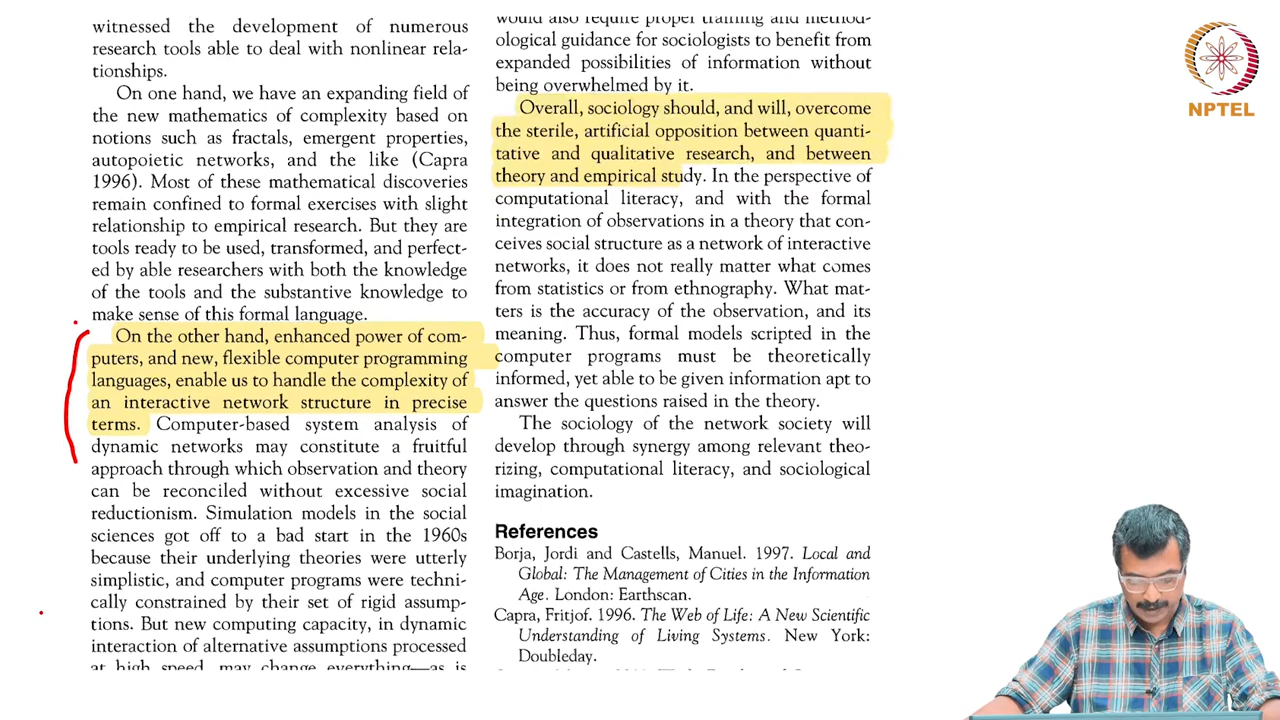 witnessed the development of numerous
research tools able to deal with nonlinear rela-
tionships.
On one hand, we have an expanding field of
the new mathematics of complexity based on
notions such as fractals, emergent properties,
autopoietic networks, and the like (Capra
1996). Most of these mathematical discoveries
remain confined to formal exercises with slight
relationship to empirical research. But they are
tools ready to be used, transformed, and perfect-
ed by able researchers with both the knowledge
of the tools and the substantive knowledge to
make sense of this formal language.
On the other hand, enhanced power of com-
puters, and new, flexible computer programming
languages, enable us to handle the complexity of
an interactive network structure in precise
terms. Computer-based system analysis of
dynamic networks may constitute a fruitful
approach through which observation and theory
can be reconciled without excessive social
reductionism. Simulation models in the social
sciences got off to a bad start in the 1960s
because their underlying theories were utterly
simplistic, and computer programs were techni-
cally constrained by their set of rigid assump-
tions. But new computing capacity, in dynamic
interaction of alternative assumptions processed
at high speed, may change everything—as is
would also require proper training and method-
ological guidance for sociologists to benefit from
expanded possibilities of information without
being overwhelmed by it.
Overall, sociology should, and will, overcome
the sterile, artificial opposition between quanti-
tative and qualitative research, and between
theory and empirical study. In the perspective of
computational literacy, and with the formal
integration of observations in a theory that con-
ceives social structure as a network of interactive
networks, it does not really matter what comes
from statistics or from ethnography. What mat-
ters is the accuracy of the observation, and its
meaning. Thus, formal models scripted in the
computer programs must be theoretically
informed, yet able to be given information apt to
answer the questions raised in the theory.
The sociology of the network society will
develop through synergy among relevant theo-
rizing, computational literacy, and sociological
imagination.
References
Borja, Jordi and Castells, Manuel. 1997. Local and
Global: The Management of Cities in the Information
Age. London: Earthscan.
Capra, Fritjof. 1996. The Web of Life: A New Scientific
Understanding of Living Systems. New York:
Doubleday.
NPTEL